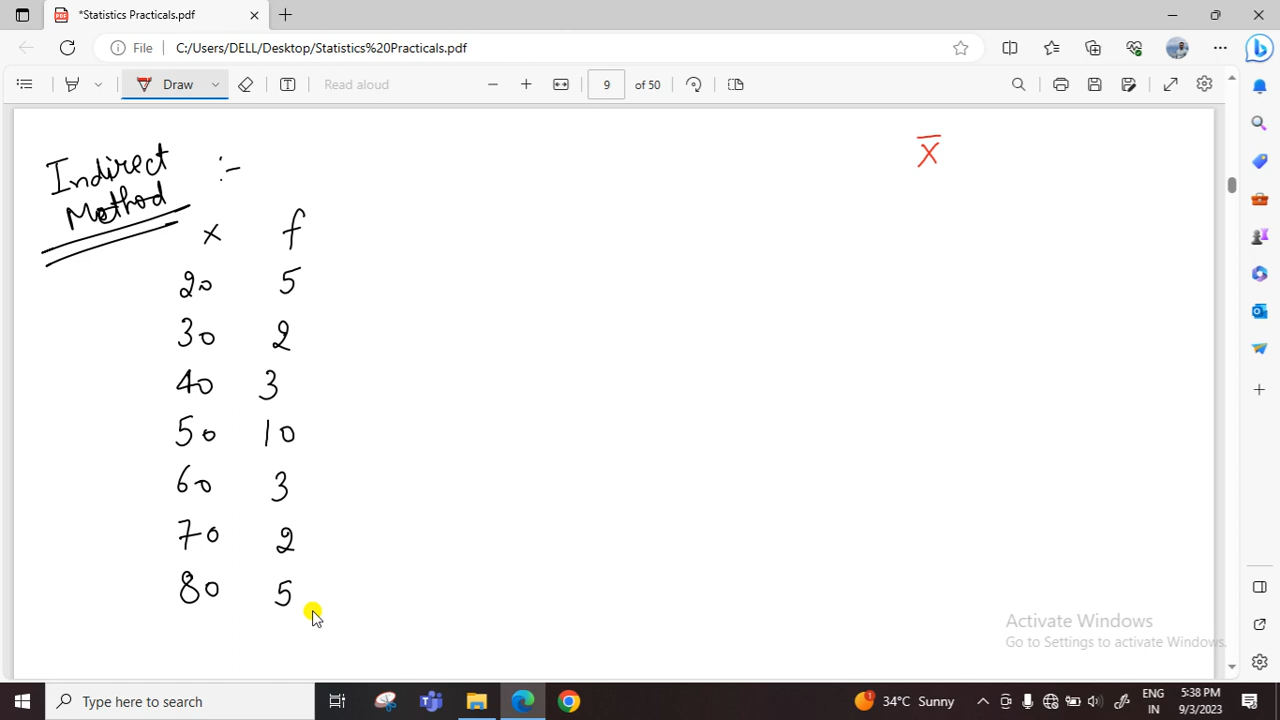 *Statistics Practicals.pdf
File C:/Users/DELL/Desktop/Statistics%20Practicals.pdf
Draw Read aloud 9 of 50
x̄
Indirect :-
Method
x f
20 5
30 2
40 3
50 10
60 3
70 2
80 5
Activate Windows
Go to Settings to activate Windows.
Type here to search 1 34°C Sunny ENG 5:38 PM
IN 9/3/2023